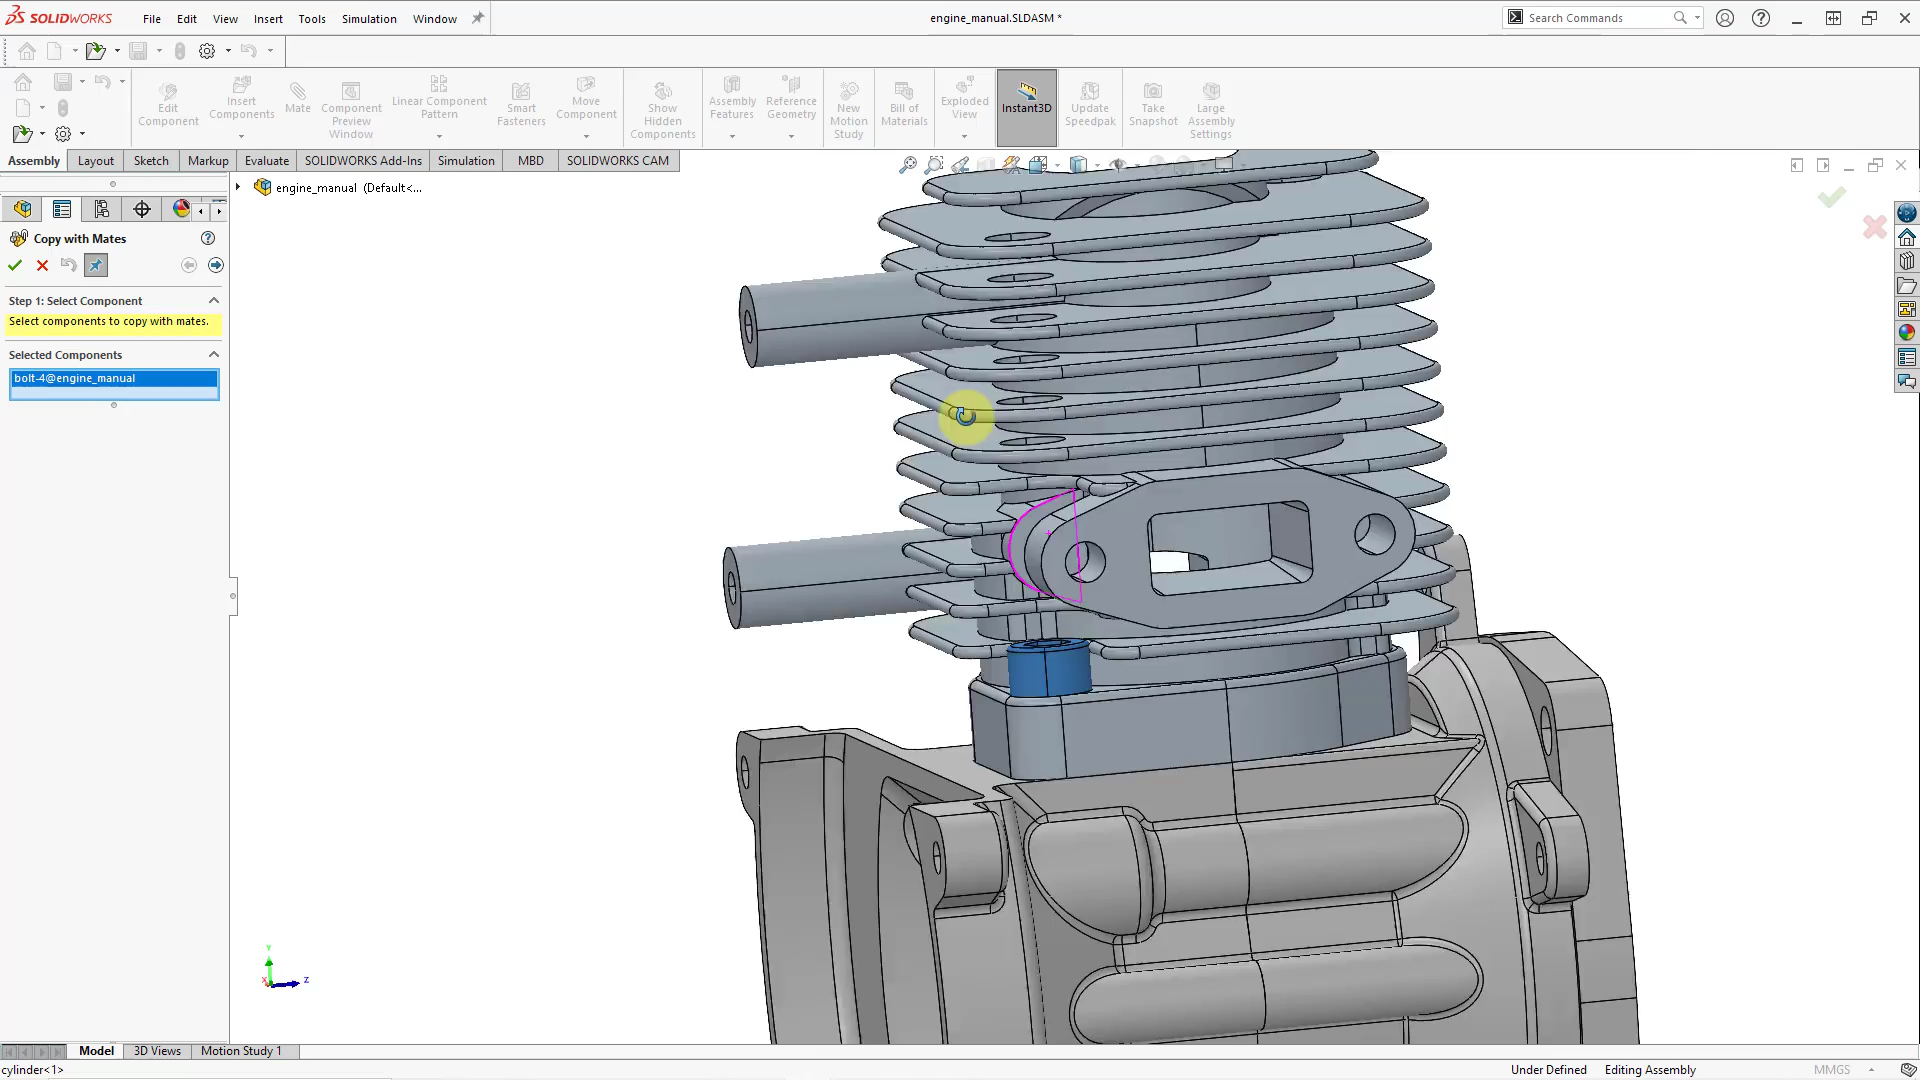 SOLIDWORKS File Edit View Insert Tools Simulation Window engine_manual.SLDASM * Search Commands
Edit Component
Insert Components
Mate
Component Preview Window
Linear Component Pattern
Smart Fasteners
Move Component
Show Hidden Components
Assembly Features
Reference Geometry
New Motion Study
Bill of Materials
Exploded View
Instant3D
Update Speedpak
Take Snapshot
Large Assembly Settings
Assembly Layout Sketch Markup Evaluate SOLIDWORKS Add-Ins Simulation MBD SOLIDWORKS CAM
engine_manual (Default<...
Copy with Mates
Step 1: Select Component
Select components to copy with mates.
Selected Components
bolt-4@engine_manual
Y
X
Z
Model 3D Views Motion Study 1
cylinder<1> Under Defined Editing Assembly MMGS